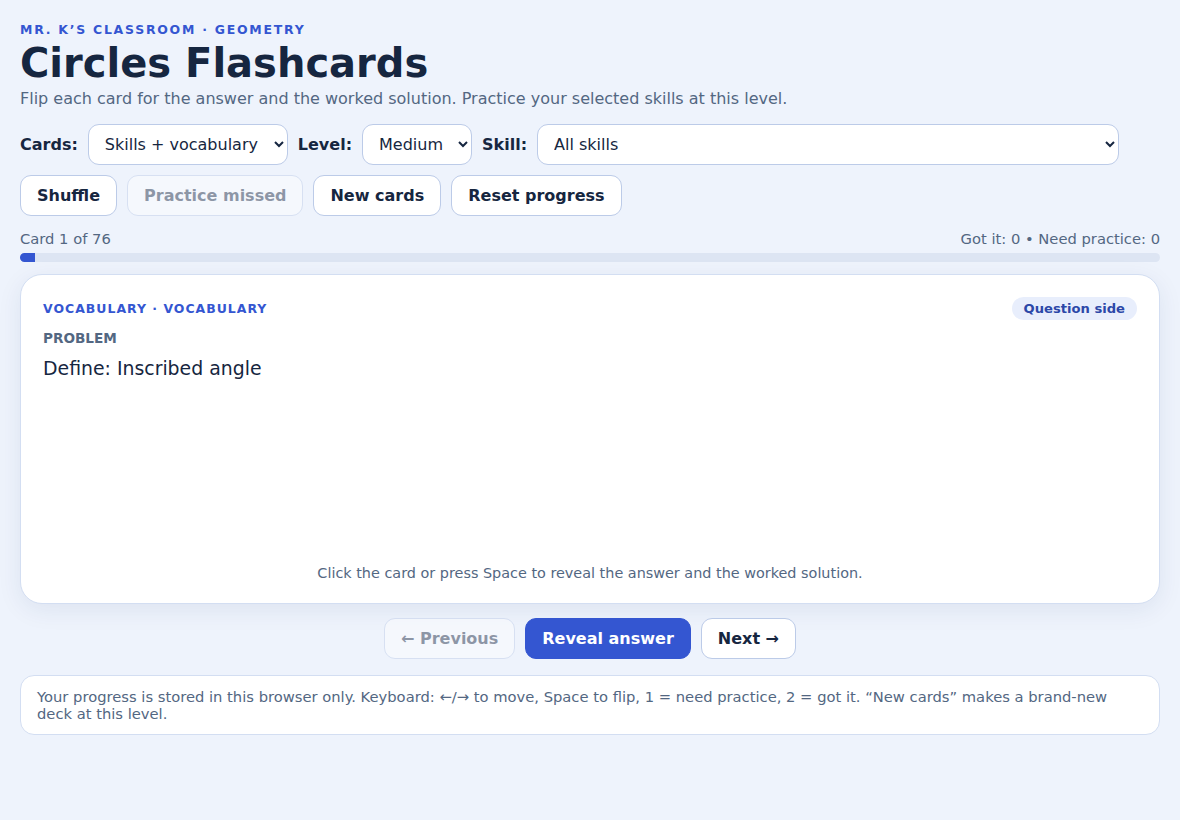 MR. K’S CLASSROOM · GEOMETRY
Circles Flashcards
Flip each card for the answer and the worked solution. Practice your selected skills at this level.
Cards: Skills + vocabulary Level: Medium Skill: All skills
Shuffle Practice missed New cards Reset progress
Card 1 of 76 Got it: 0 • Need practice: 0
VOCABULARY · VOCABULARY Question side
PROBLEM
Define: Inscribed angle
Click the card or press Space to reveal the answer and the worked solution.
← Previous Reveal answer Next →
Your progress is stored in this browser only. Keyboard: ←/→ to move, Space to flip, 1 = need practice, 2 = got it. “New cards” makes a brand-new
deck at this level.